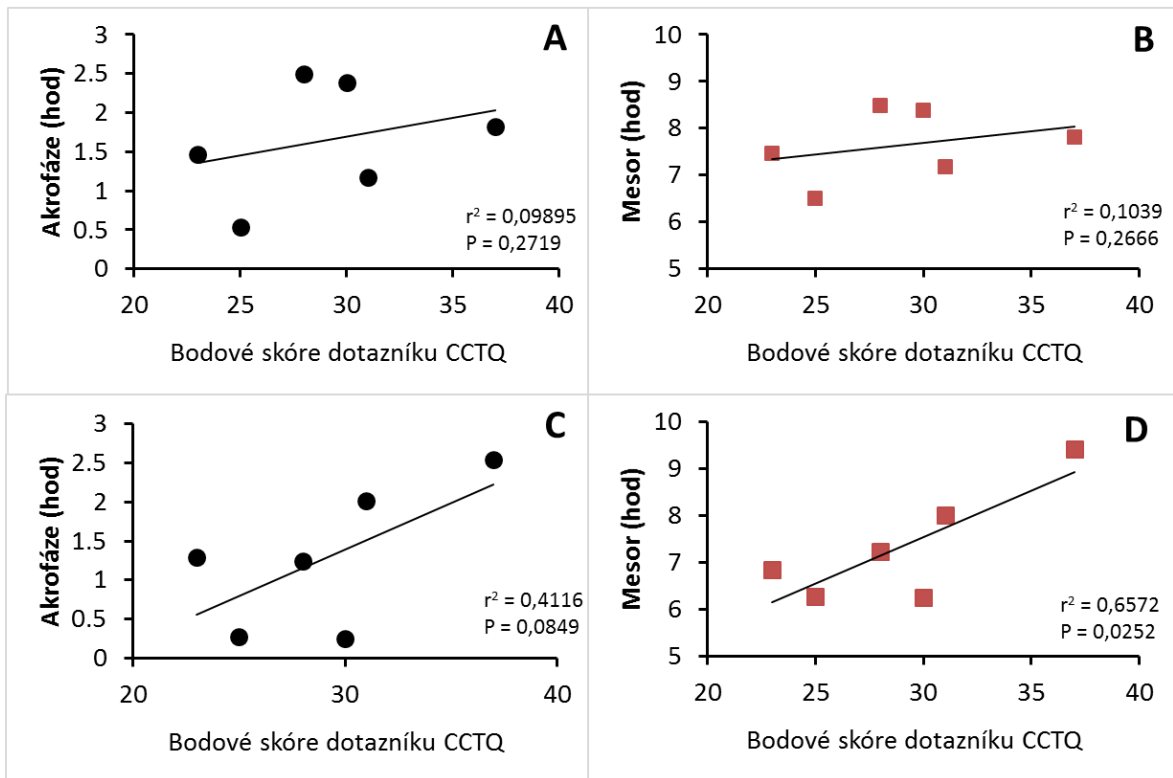 A
Akrofáze (hod)
3
2.5
2
1.5
1
0.5
0
20
25
30
35
40
r² = 0,09895
P = 0,2719
Bodové skóre dotazníku CCTQ
B
Mesor (hod)
10
9
8
7
6
5
20
25
30
35
40
r² = 0,1039
P = 0,2666
Bodové skóre dotazníku CCTQ
C
Akrofáze (hod)
3
2.5
2
1.5
1
0.5
0
20
30
40
r² = 0,4116
P = 0,0849
Bodové skóre dotazníku CCTQ
D
Mesor (hod)
10
9
8
7
6
5
20
25
30
35
40
r² = 0,6572
P = 0,0252
Bodové skóre dotazníku CCTQ